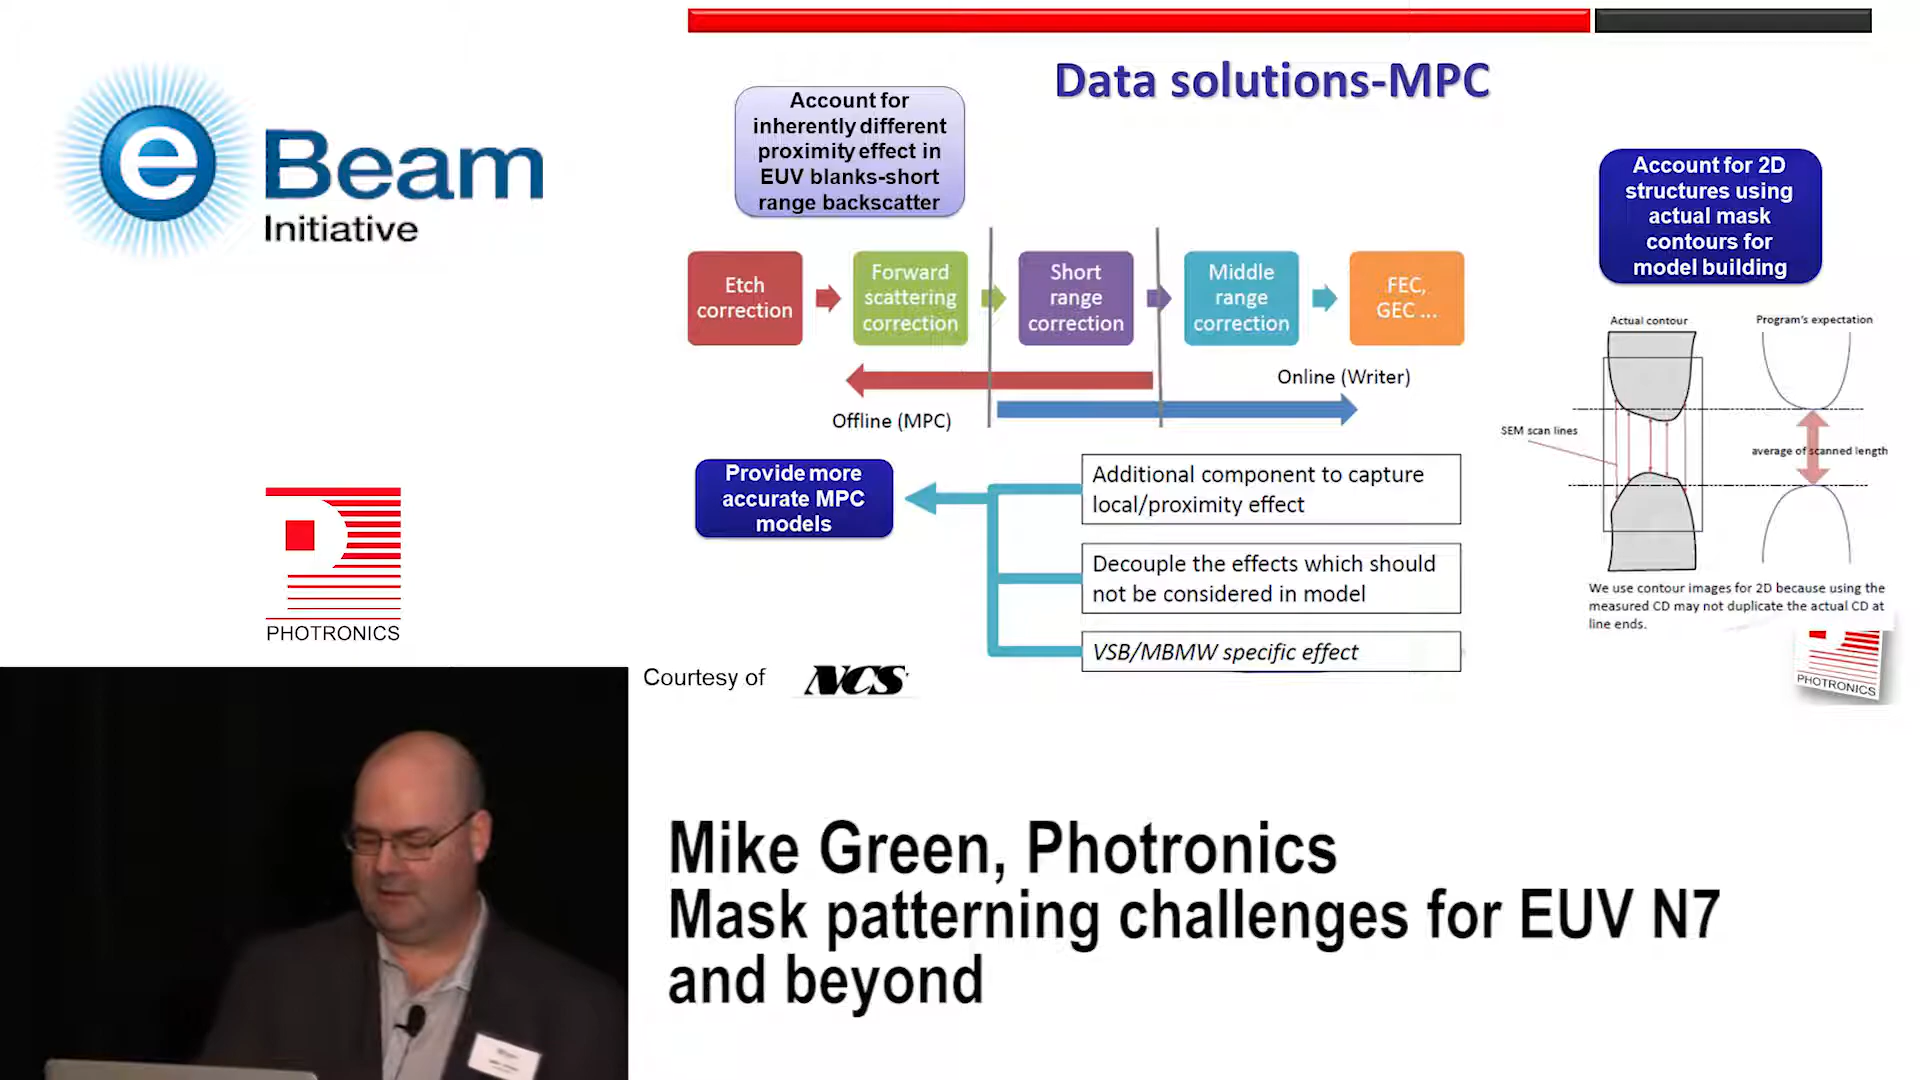 e Beam
Initiative
PHOTRONICS
Data solutions-MPC
Account for
inherently different
proximity effect in
EUV blanks-short
range backscatter
Account for 2D
structures using
actual mask
contours for
model building
Etch
correction
Forward
scattering
correction
Short
range
correction
Middle
range
correction
FEC,
GEC ...
Offline (MPC)
Online (Writer)
Provide more
accurate MPC
models
Additional component to capture
local/proximity effect
Decouple the effects which should
not be considered in model
VSB/MBMW specific effect
Actual contour
Program's expectation
SEM scan lines
average of scanned length
We use contour images for 2D because using the
measured CD may not duplicate the actual CD at
line ends.
PHOTRONICS
Courtesy of NCS
Mike Green, Photronics
Mask patterning challenges for EUV N7
and beyond